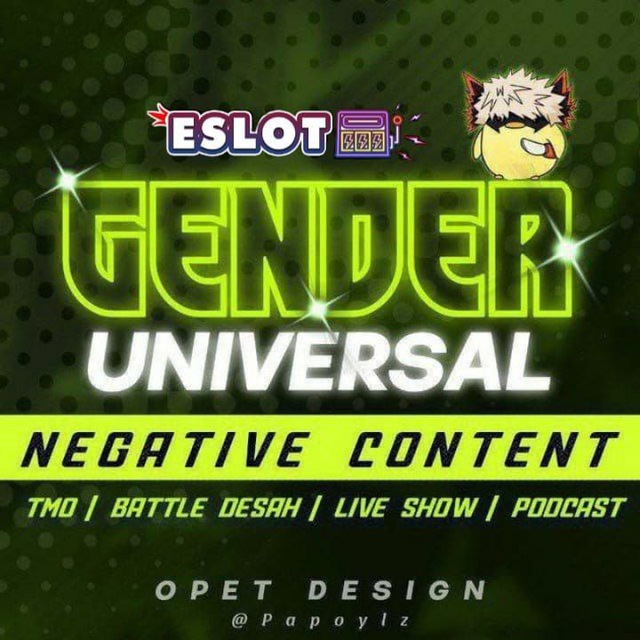 ESLOT
GENDER
UNIVERSAL
NEGATIVE CONTENT
TMO / BATTLE DESAH / LIVE SHOW / PODCAST
OPET DESIGN
@Papoylz